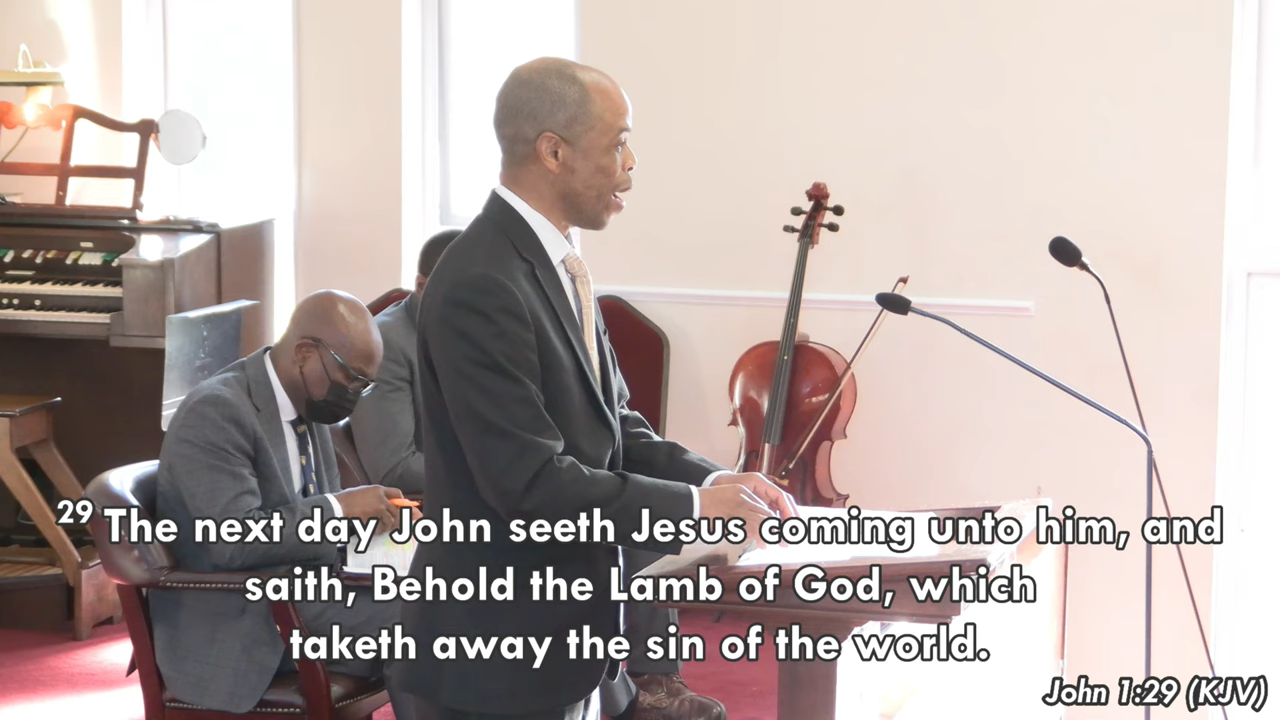 29 The next day John seeth Jesus coming unto him, and
saith, Behold the Lamb of God, which
taketh away the sin of the world.
John 1:29 (KJV)